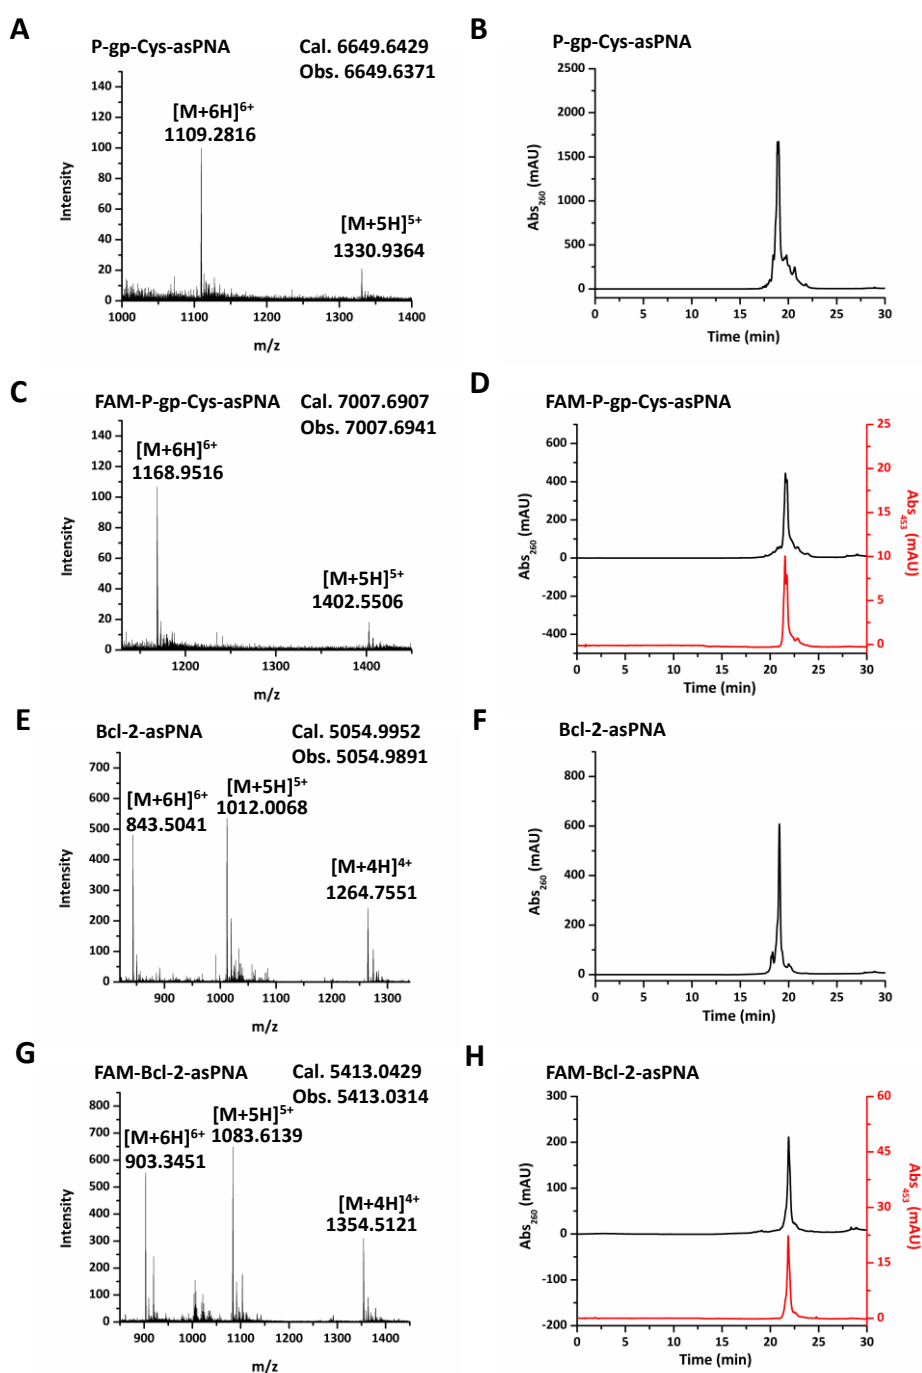 A
P-gp-Cys-asPNA
Cal. 6649.6429
Obs. 6649.6371
140
120
100
80
60
40
20
0
Intensity
[M+6H]6+
1109.2816
[M+5H]5+
1330.9364
1000 1100 1200 1300 1400
m/z
B
P-gp-Cys-asPNA
2500
1500
500
0
Abs260 (mAU)
0 5 10 15 20 25 30
Time (min)
C
FAM-P-gp-Cys-asPNA
Cal. 7007.6907
Obs. 7007.6941
140
120
100
80
60
40
20
0
Intensity
[M+6H]6+
1168.9516
[M+5H]5+
1402.5506
1200 1300 1400
m/z
D
FAM-P-gp-Cys-asPNA
600
400
200
0
-200
-400
Abs260 (mAU)
25
20
15
10
5
0
Abs453 (mAU)
0 5 10 15 20 25 30
Time (min)
E
Bcl-2-asPNA
Cal. 5054.9952
Obs. 5054.9891
700
600
500
400
300
200
100
0
Intensity
[M+6H]6+
843.5041
[M+5H]5+
1012.0068
[M+4H]4+
1264.7551
900 1000 1100 1200 1300
m/z
F
Bcl-2-asPNA
800
600
400
200
0
Abs260 (mAU)
0 5 10 15 20 25 30
Time (min)
G
FAM-Bcl-2-asPNA
Cal. 5413.0429
Obs. 5413.0314
800
700
600
500
400
300
200
100
0
Intensity
[M+6H]6+
903.3451
[M+5H]5+
1083.6139
[M+4H]4+
1354.5121
900 1000 1100 1200 1300 1400
m/z
H
FAM-Bcl-2-asPNA
300
200
100
0
-100
-200
Abs260 (mAU)
60
45
30
15
0
Abs453 (mAU)
0 5 10 15 20 25 30
Time (min)